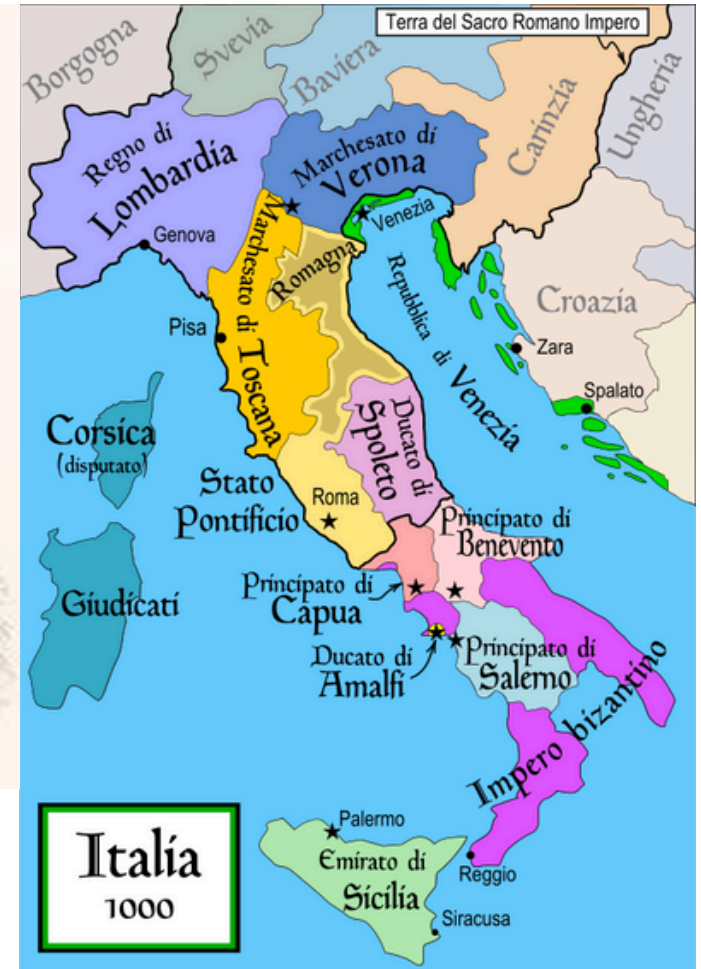 Terra del Sacro Romano Impero
Borgogna
Svevia
Baviera
Carinzia
Ungheria
Regno di
Lombardia
Marchesato di
Verona
Genova
Venezia
Marchesato di Toscana
Romagna
Repubblica di Venezia
Croazia
Pisa
Zara
Spalato
Corsica
(disputato)
Ducato di
Spoleto
Stato
Pontificio
Roma
Principato di
Benevento
Giudicati
Principato di
Capua
Ducato di
Amalfi
Principato di
Salerno
Impero bizantino
Italia
1000
Palermo
Emirato di
Sicilia
Reggio
Siracusa